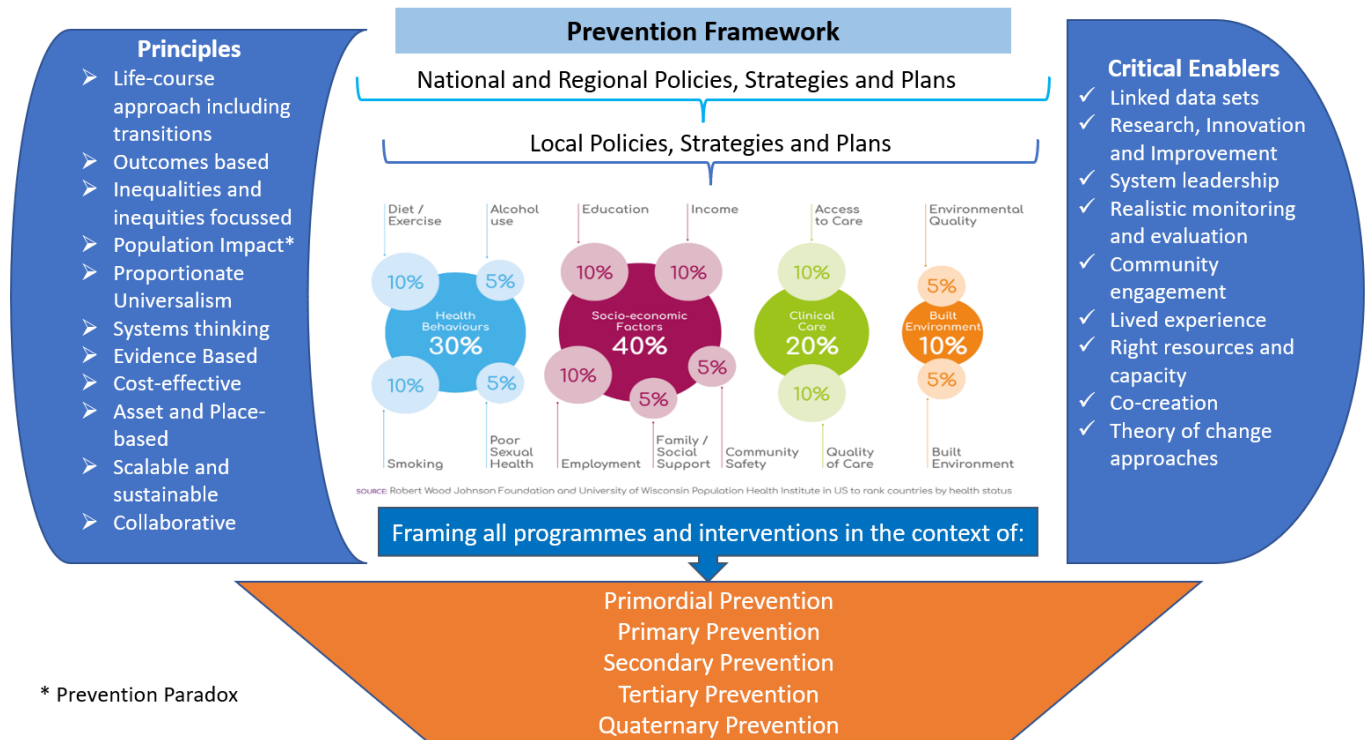 Prevention Framework
Principles
Life-course
approach including
transitions
Outcomes based
Inequalities and
inequities focussed
Population Impact*
Proportionate
Universalism
Systems thinking
Evidence Based
Cost-effective
Asset and Place-
based
Scalable and
sustainable
Collaborative
National and Regional Policies, Strategies and Plans
Local Policies, Strategies and Plans
Diet /
Exercise
Alcohol
use
Education
Income
Access
to Care
Environmental
Quality
10%
5%
10%
10%
10%
5%
Health
Behaviours
30%
Socio-economic
Factors
40%
Clinical
Care
20%
Built
Environment
10%
10%
5%
10%
5%
5%
10%
5%
Smoking
Poor
Sexual
Health
Employment
Family /
Social
Support
Community
Safety
Quality
of Care
Built
Environment
SOURCE: Robert Wood Johnson Foundation and University of Wisconsin Population Health Institute in US to rank countries by health status
Critical Enablers
Linked data sets
Research, Innovation
and Improvement
System leadership
Realistic monitoring
and evaluation
Community
engagement
Lived experience
Right resources and
capacity
Co-creation
Theory of change
approaches
Framing all programmes and interventions in the context of:
Primordial Prevention
Primary Prevention
Secondary Prevention
Tertiary Prevention
Quaternary Prevention
* Prevention Paradox